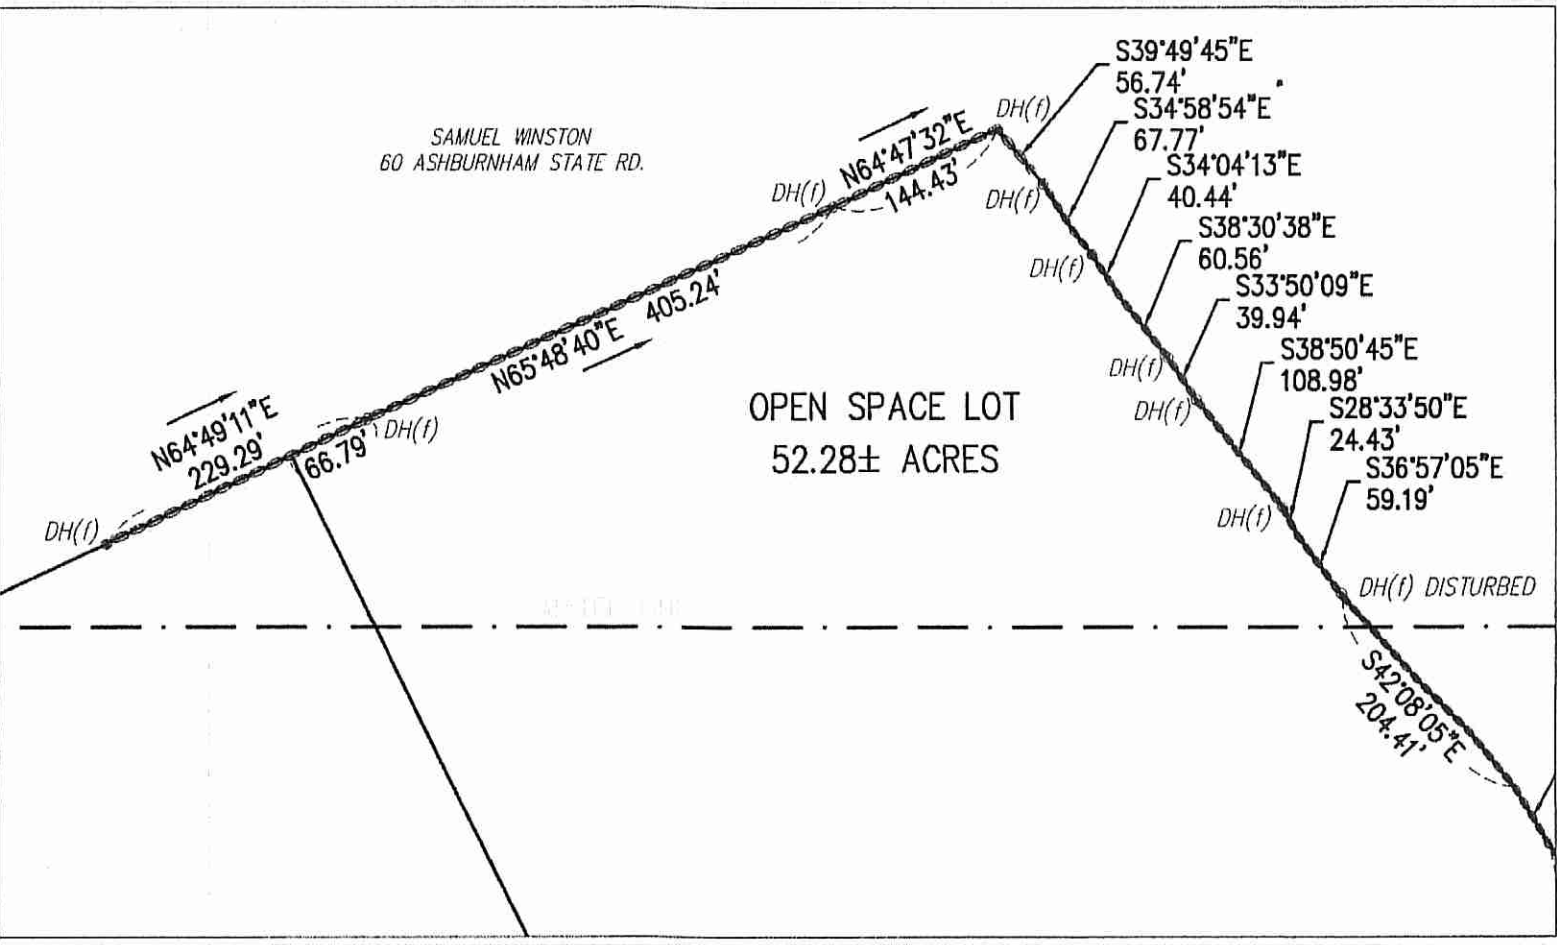 SAMUEL WINSTON
60 ASHBURNHAM STATE RD.
DH(f)
N64°49'11"E
229.29'
66.79'
DH(f)
N65°48'40"E 405.24'
DH(f)
N64°47'32"E
144.43'
DH(f)
S39°49'45"E
56.74'
S34°58'54"E
67.77'
DH(f)
S34°04'13"E
40.44'
DH(f)
S38°30'38"E
60.56'
S33°50'09"E
39.94'
DH(f)
S38°50'45"E
108.98'
DH(f)
S28°33'50"E
24.43'
S36°57'05"E
59.19'
DH(f)
DH(f) DISTURBED
S42°08'05"E
204.41'
OPEN SPACE LOT
52.28± ACRES